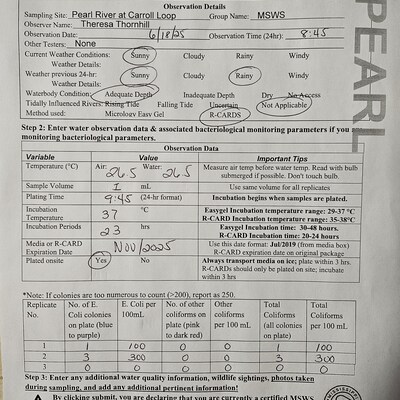 Observation Details
Sampling Site: Pearl River at Carroll Loop Group Name: MSWS
Observer Name: Theresa Thornhill
Observation Date: 6/18/25 Observation Time (24hr): 8:45
Other Testers: None
Current Weather Conditions: Sunny Cloudy Rainy Windy
Weather Details:
Weather previous 24-hr: Sunny Cloudy Rainy Windy
Weather Details:
Waterbody Condition: Adequate Depth Inadequate Depth Dry No Access
Tidally Influenced Rivers: Rising Tide Falling Tide Uncertain Not Applicable
Method used: Micrology Easy Gel R-CARDS
PEARL
Step 2: Enter water observation data & associated bacteriological monitoring parameters if you are
monitoring bacteriological parameters.
Observation Data
Variable Value Important Tips
Temperature (°C) Air: 26.5 Water: 26.5 Measure air temp before water temp. Read with bulb submerged if possible. Don't touch bulb.
Sample Volume 1 mL Use same volume for all replicates
Plating Time 9:45 (24-hr format) Incubation begins when samples are plated.
Incubation Temperature 37 °C Easygel Incubation temperature range: 29-37 °C
R-CARD Incubation temperature range: 35-38°C
Incubation Periods 23 hrs Easygel Incubation time: 30-48 hours.
R-CARD Incubation time: 20-24 hours
Media or R-CARD Expiration Date NOV/2025 Use this date format: Jul/2019 (from media box)
R-CARD expiration date on original package
Plated onsite Yes No Always transport media on ice; plate within 3 hrs.
R-CARDs should only be plated on site; incubate within 3 hrs
*Note: If colonies are too numerous to count (>200), report as 250.
Replicate No. No. of E. Coli colonies on plate (blue to purple) E. Coli per 100mL No. of other coliforms on plate (pink to dark red) Other coliforms per 100 mL Total Coliforms (all colonies on plate) Total Coliforms per 100 mL
1 1 100 0 0 1 100
2 3 300 0 0 3 300
3 0 0 0 0 0 0
Step 3: Enter any additional water quality information, wildlife sightings, photos taken
during sampling, and add any additional pertinent information!
By clicking submit, you are declaring that you are currently a certified MSWS